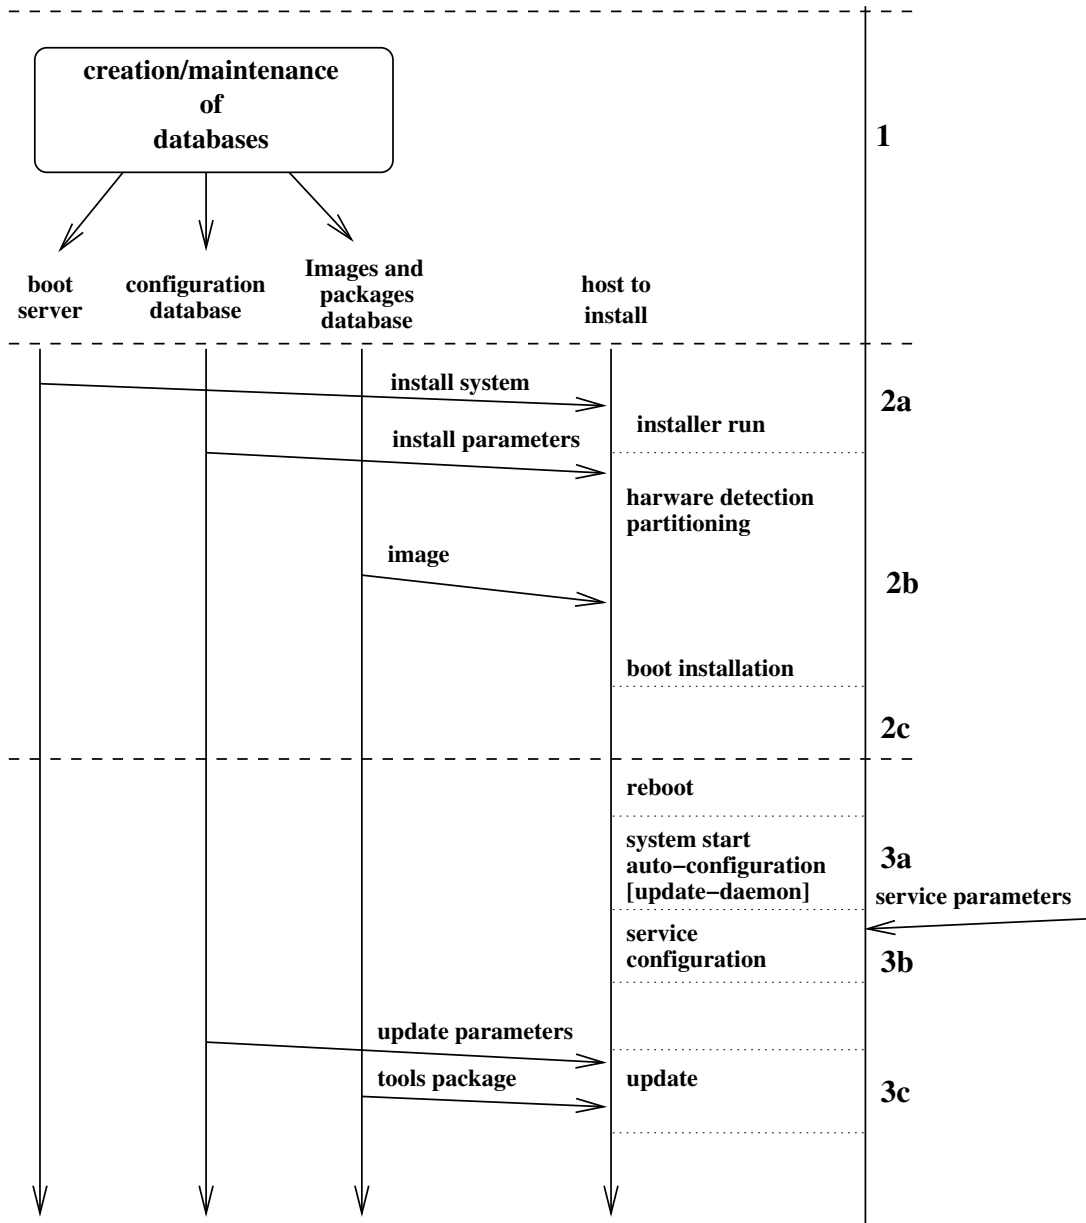 creation/maintenance
of
databases
1
boot
server
configuration
database
Images and
packages
database
host to
install
install system
2a
installer run
install parameters
harware detection
partitioning
image
2b
boot installation
2c
reboot
system start
auto−configuration
[update−daemon]
3a
service parameters
service
configuration
3b
update parameters
tools package
update
3c